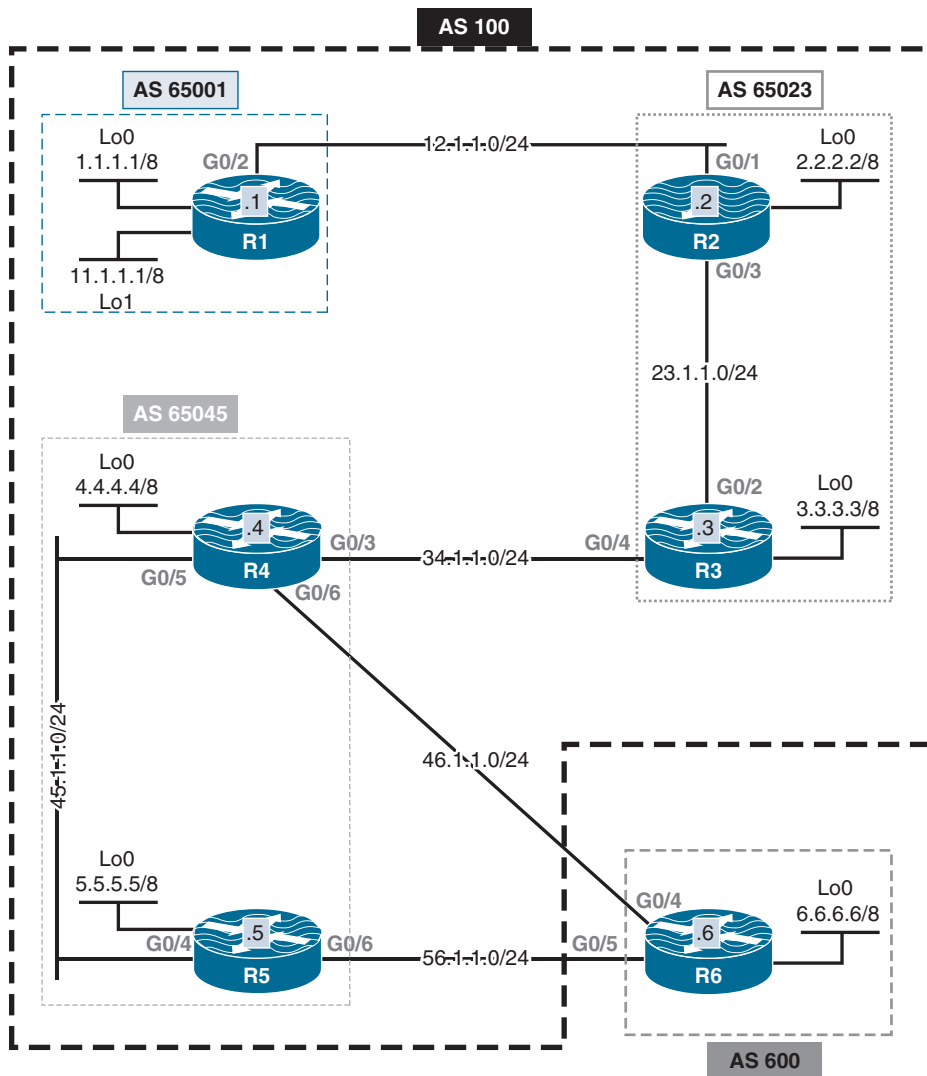 AS 100
AS 65001
AS 65023
Lo0
1.1.1.1/8
G0/2
12.1.1.0/24
G0/1
Lo0
2.2.2.2/8
.1
R1
.2
R2
11.1.1.1/8
Lo1
G0/3
23.1.1.0/24
AS 65045
Lo0
4.4.4.4/8
G0/2
Lo0
3.3.3.3/8
.4
R4
G0/3
34.1.1.0/24
G0/4
.3
R3
G0/5
G0/6
45.1.1.0/24
46.1.1.0/24
Lo0
5.5.5.5/8
G0/4
.5
R5
G0/6
56.1.1.0/24
G0/5
G0/4
.6
R6
Lo0
6.6.6.6/8
AS 600